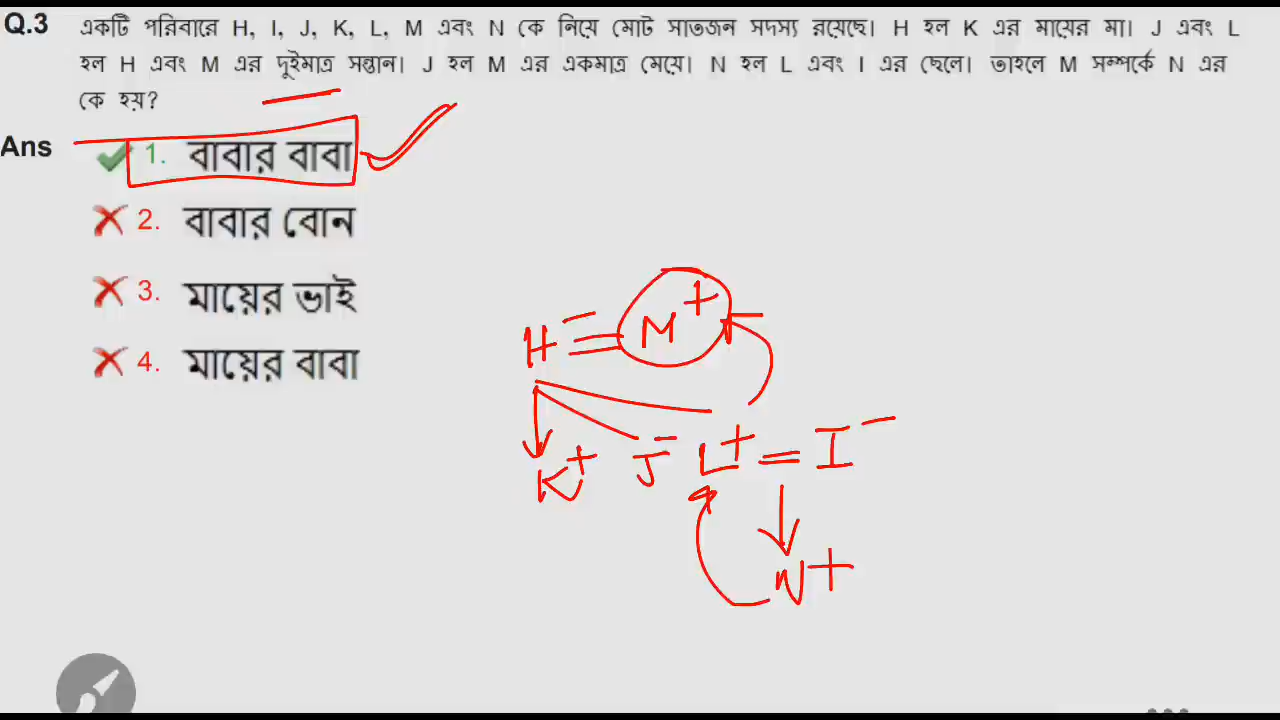 Q.3 একটি পরিবারে H, I, J, K, L, M এবং N কে নিয়ে মোট সাতজন সদস্য রয়েছে। H হল K এর মায়ের মা। J এবং L
হল H এবং M এর দুইমাত্র সন্তান। J হল M এর একমাত্র মেয়ে। N হল L এবং I এর ছেলে। তাহলে M সম্পর্কে N এর
কে হয়?
Ans 1. বাবার বাবা
2. বাবার বোন
3. মায়ের ভাই
4. মায়ের বাবা
H − = M +
K + J − L + = I −
N +